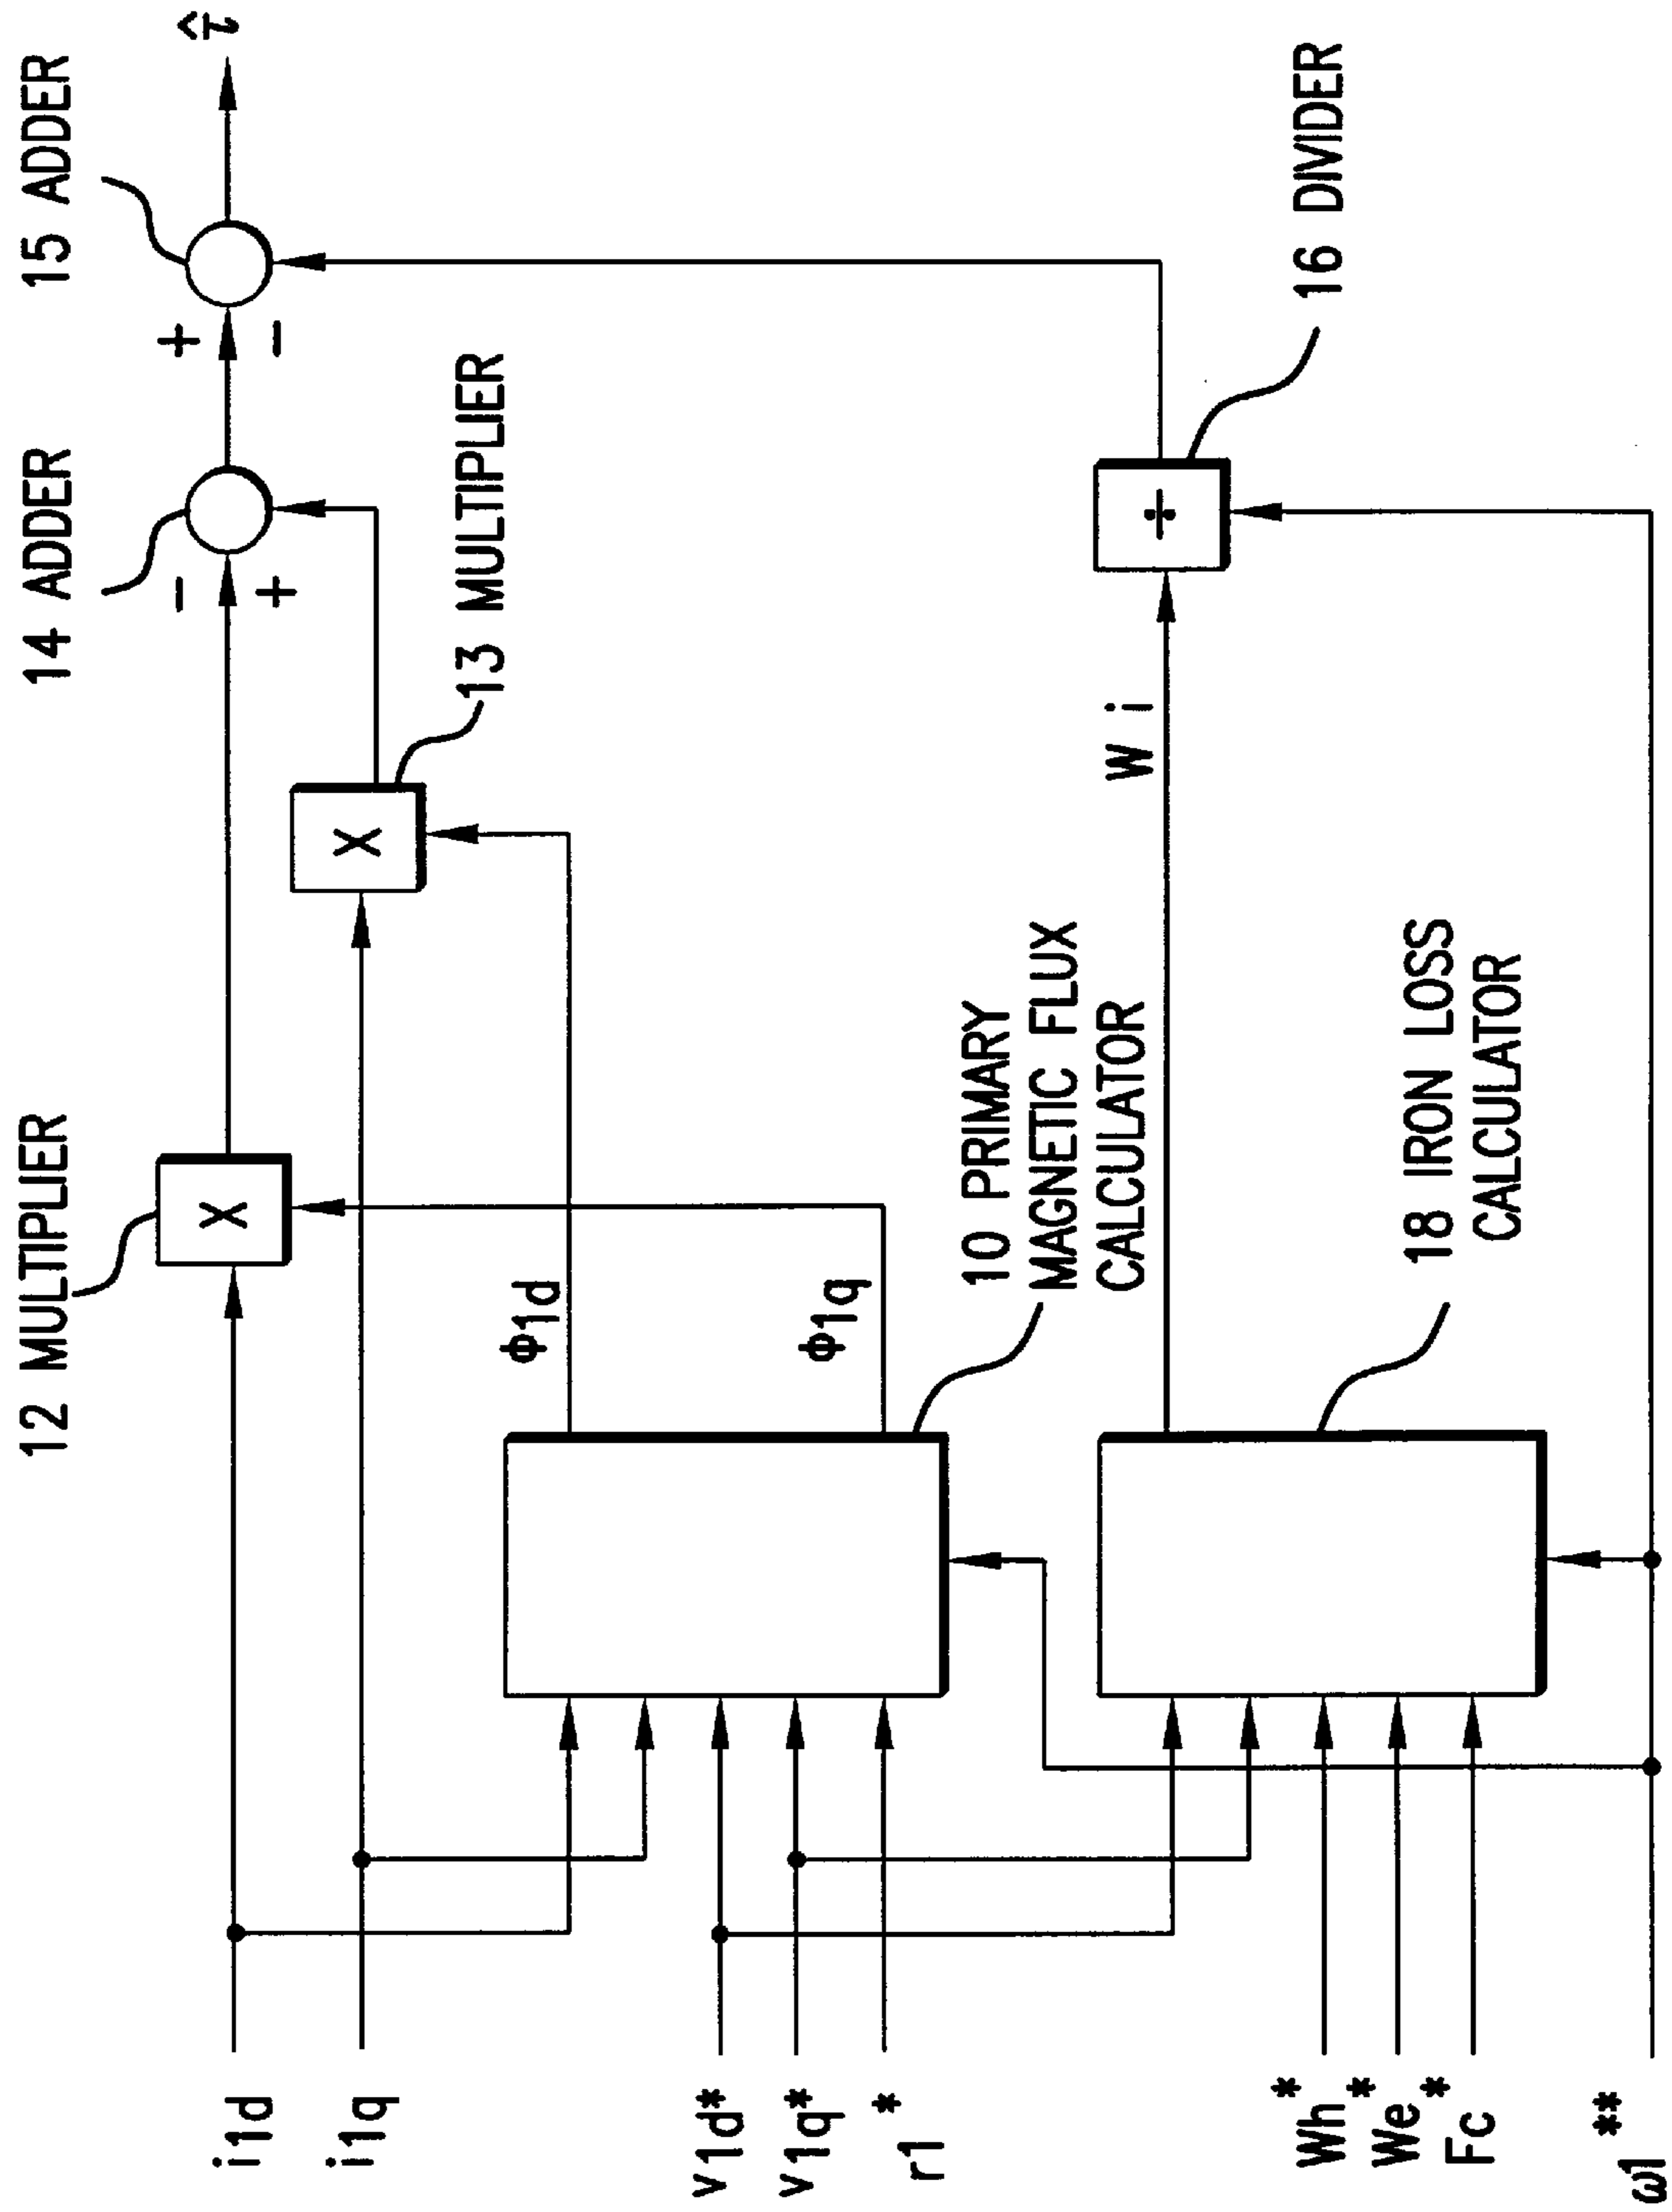 12 MULTIPLIER
14 ADDER
15 ADDER
i1d
X
−
+
+
−
τ̂
i1q
X
13 MULTIPLIER
ϕ1d
ϕ1q
v1d*
v1q*
r1*
10 PRIMARY
MAGNETIC FLUX
CALCULATOR
W i
÷
16 DIVIDER
Wh*
We*
Fc*
18 IRON LOSS
CALCULATOR
ω1**